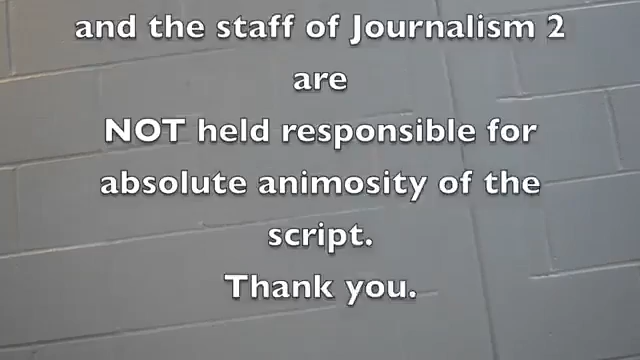 and the staff of Journalism 2
are
NOT held responsible for
absolute animosity of the
script.
Thank you.